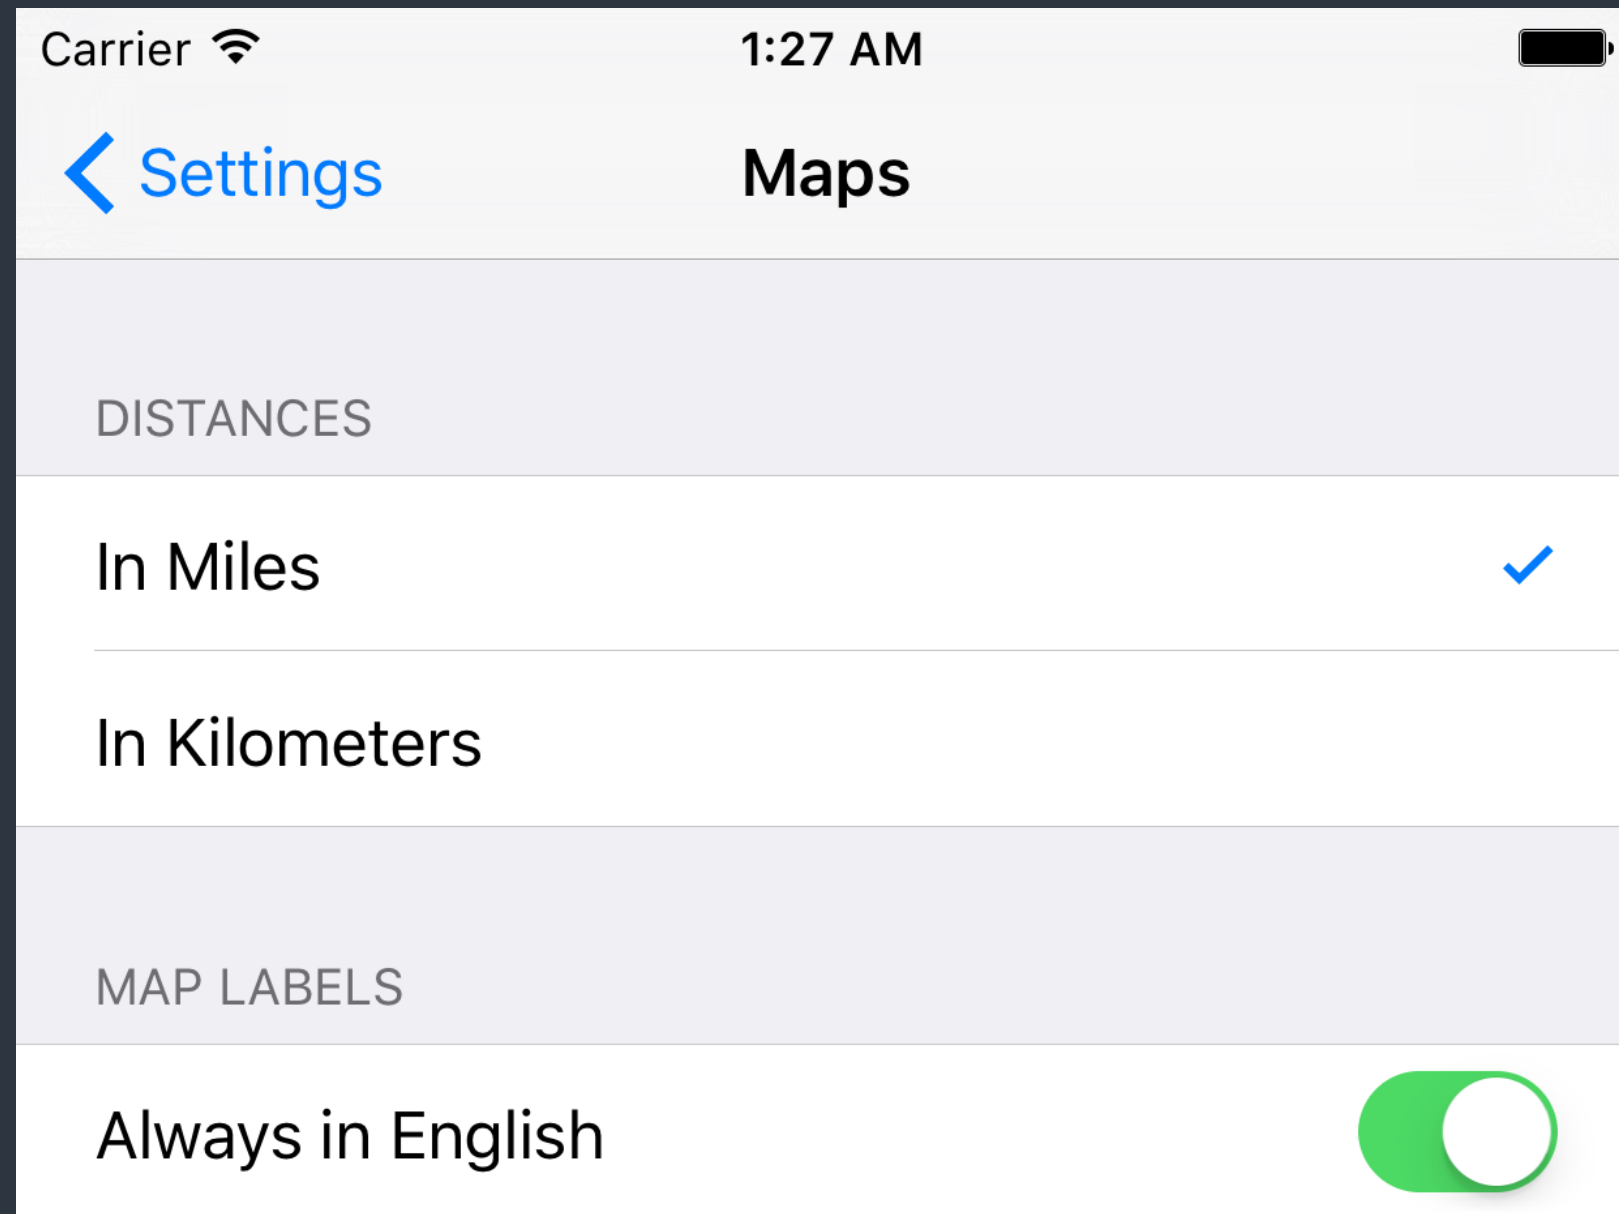 Carrier
1:27 AM
Settings
Maps
DISTANCES
In Miles
In Kilometers
MAP LABELS
Always in English